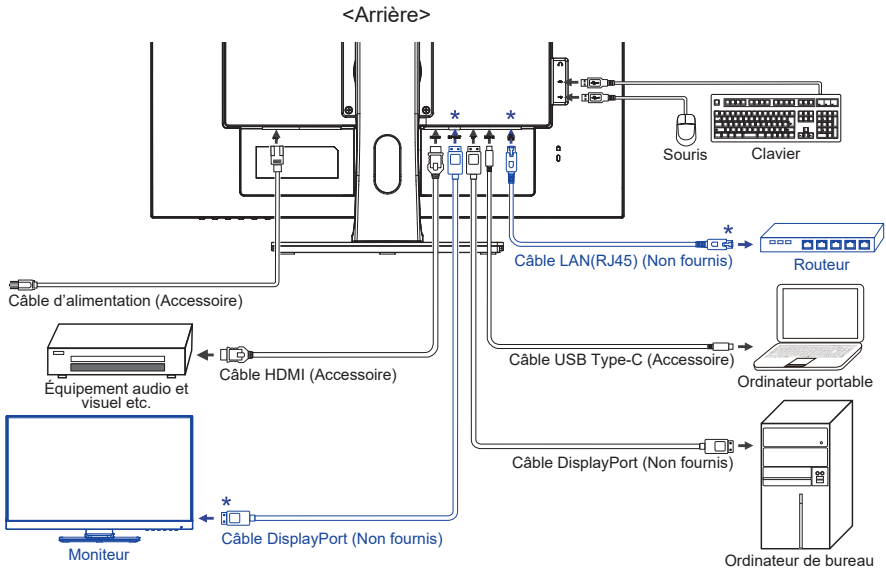 <Arrière>
*
*
Souris
Clavier
*
Câble LAN(RJ45) (Non fournis)
Routeur
Câble d'alimentation (Accessoire)
Câble USB Type-C (Accessoire)
Ordinateur portable
Câble HDMI (Accessoire)
Équipement audio et
visuel etc.
Câble DisplayPort (Non fournis)
*
Câble DisplayPort (Non fournis)
Moniteur
Ordinateur de bureau